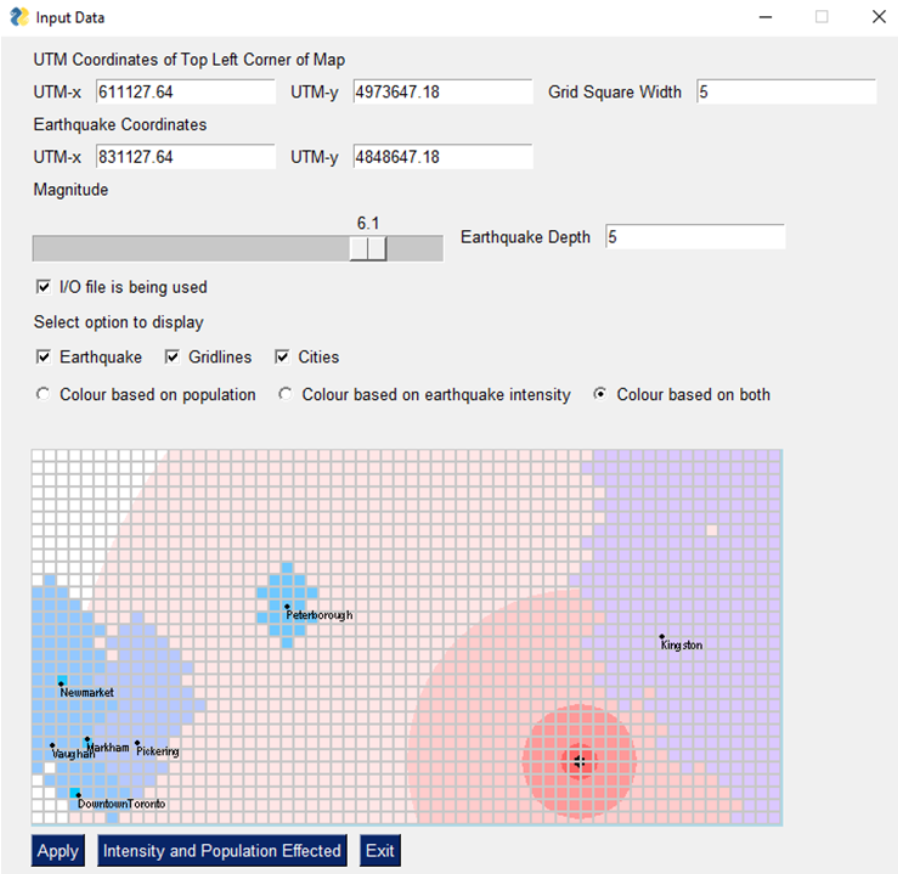 Input Data
UTM Coordinates of Top Left Corner of Map
UTM-x 611127.64 UTM-y 4973647.18 Grid Square Width 5
Earthquake Coordinates
UTM-x 831127.64 UTM-y 4848647.18
Magnitude
6.1
Earthquake Depth 5
I/O file is being used
Select option to display
Earthquake Gridlines Cities
Colour based on population Colour based on earthquake intensity Colour based on both
Peterborough
Kingston
Newmarket
Vaughan Markham Pickering
DowntownToronto
Apply Intensity and Population Effected Exit